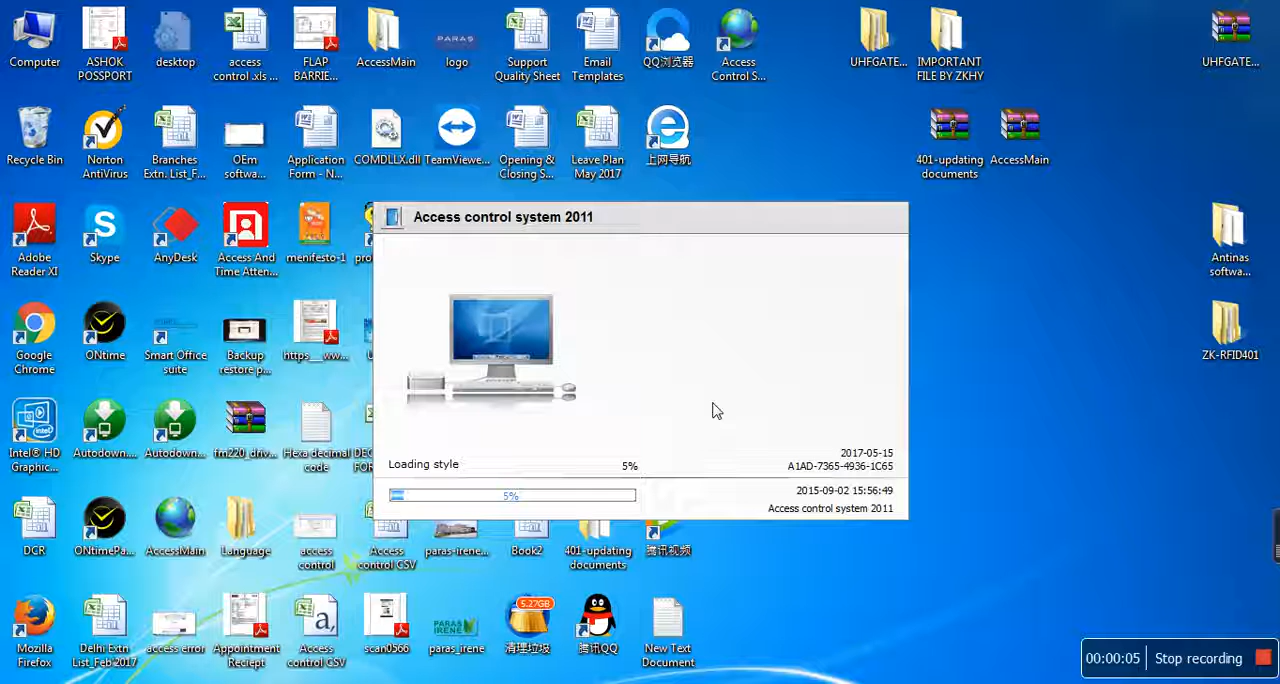 Computer
ASHOK
POSSPORT
desktop
access
control .xls ...
FLAP
BARRIE...
AccessMain
PARAS
logo
Support
Quality Sheet
Email
Templates
QQ浏览器
Access
Control S...
UHFGATE...
IMPORTANT
FILE BY ZKHY
UHFGATE...
Recycle Bin
Norton
AntiVirus
Branches
Extn. List_F...
OEm
softwa...
Application
Form - N...
COMDLLX.dll
TeamViewe...
Opening &
Closing S...
Leave Plan
May 2017
上网导航
401-updating
documents
AccessMain
Adobe
Reader XI
Skype
AnyDesk
Access And
Time Atten...
menifesto-1
Antinas
softwa...
Access control system 2011
Google
Chrome
ONtime
Smart Office
suite
Backup
restore p...
https__ww...
ZK-RFID401
Intel® HD
Graphic...
Autodown...
Autodown...
fm220_driv...
Hexa decimal
code
Loading style
5%
2017-05-15
A1AD-7365-4936-1C65
5%
2015-09-02 15:56:49
Access control system 2011
DCR
ONtimePa...
AccessMain
Language
access
control
Access
control CSV
paras-irene...
Book2
401-updating
documents
腾讯视频
Mozilla
Firefox
Delhi Extn
List_Feb 2017
access error
Appointment
Reciept
Access
control CSV
scan0566
PARAS
IRENE
paras_irene
5.27GB
清理垃圾
腾讯QQ
New Text
Document
00:00:05
Stop recording